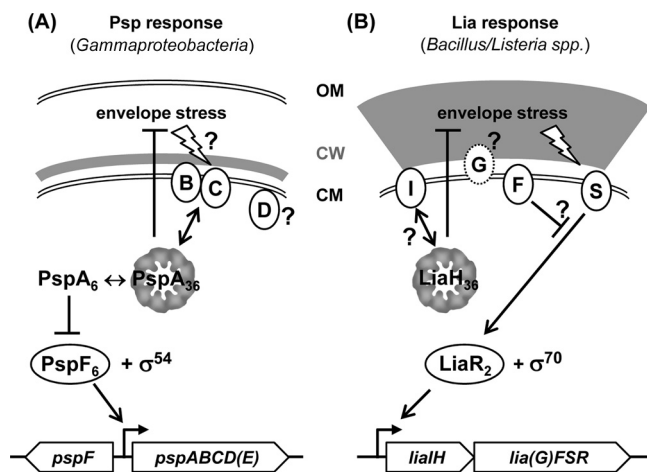 (A) Psp response
(Gammaproteobacteria)
envelope stress
?
B
C
D
?
PspA6 ↔ PspA36
PspF6 + σ54
pspF
pspABCD(E)
OM
CW
CM
(B) Lia response
(Bacillus/Listeria spp.)
envelope stress
?
G
I
F
S
?
?
LiaH36
LiaR2 + σ70
liaIH
lia(G)FSR